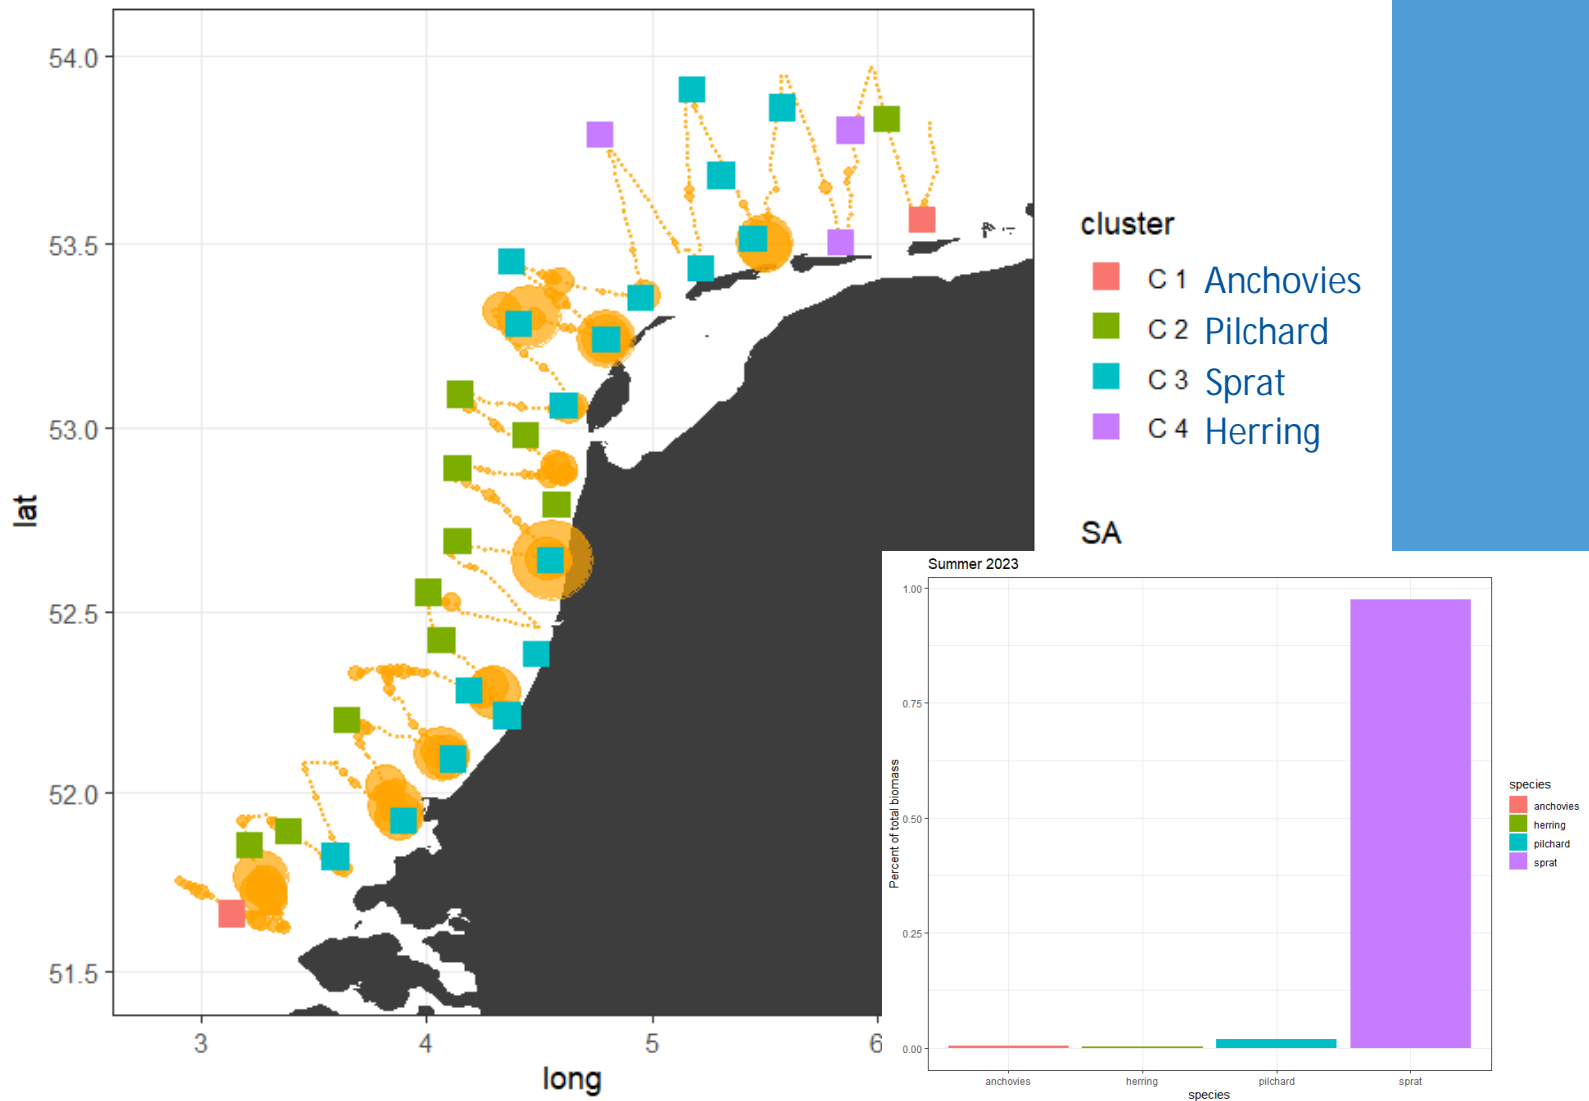 54.0
53.5
53.0
52.5
52.0
51.5
lat
3
4
5
6
long
cluster
C 1 Anchovies
C 2 Pilchard
C 3 Sprat
C 4 Herring
SA
Summer 2023
1.00
0.75
0.50
0.25
0.00
Percent of total biomass
anchovies
herring
pilchard
sprat
species
species
anchovies
herring
pilchard
sprat